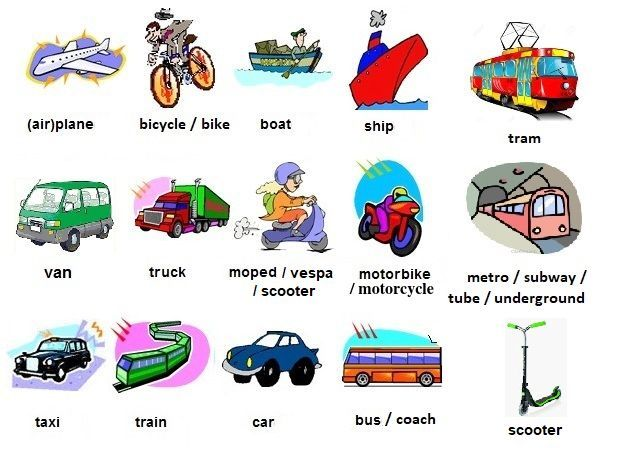 (air)plane
bicycle / bike
boat
ship
tram
van
truck
moped / vespa
/ scooter
motorbike
/ motorcycle
metro / subway /
tube / underground
taxi
train
car
bus / coach
scooter